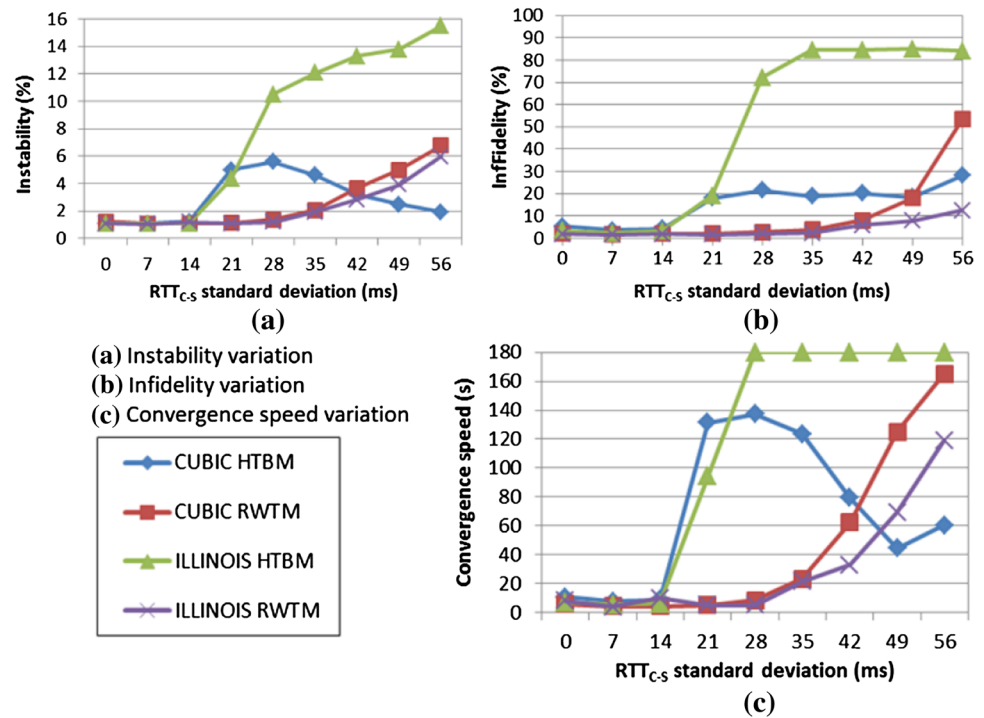 16
14
12
10
8
6
4
2
0
Instability (%)
0 7 14 21 28 35 42 49 56
RTTC-S standard deviation (ms)
(a)
100
90
80
70
60
50
40
30
20
10
0
InfFidelity (%)
0 7 14 21 28 35 42 49 56
RTTC-S standard deviation (ms)
(b)
(a) Instability variation
(b) Infidelity variation
(c) Convergence speed variation
CUBIC HTBM
CUBIC RWTM
ILLINOIS HTBM
ILLINOIS RWTM
180
160
140
120
100
80
60
40
20
0
Convergence speed (s)
0 7 14 21 28 35 42 49 56
RTTC-S standard deviation (ms)
(c)